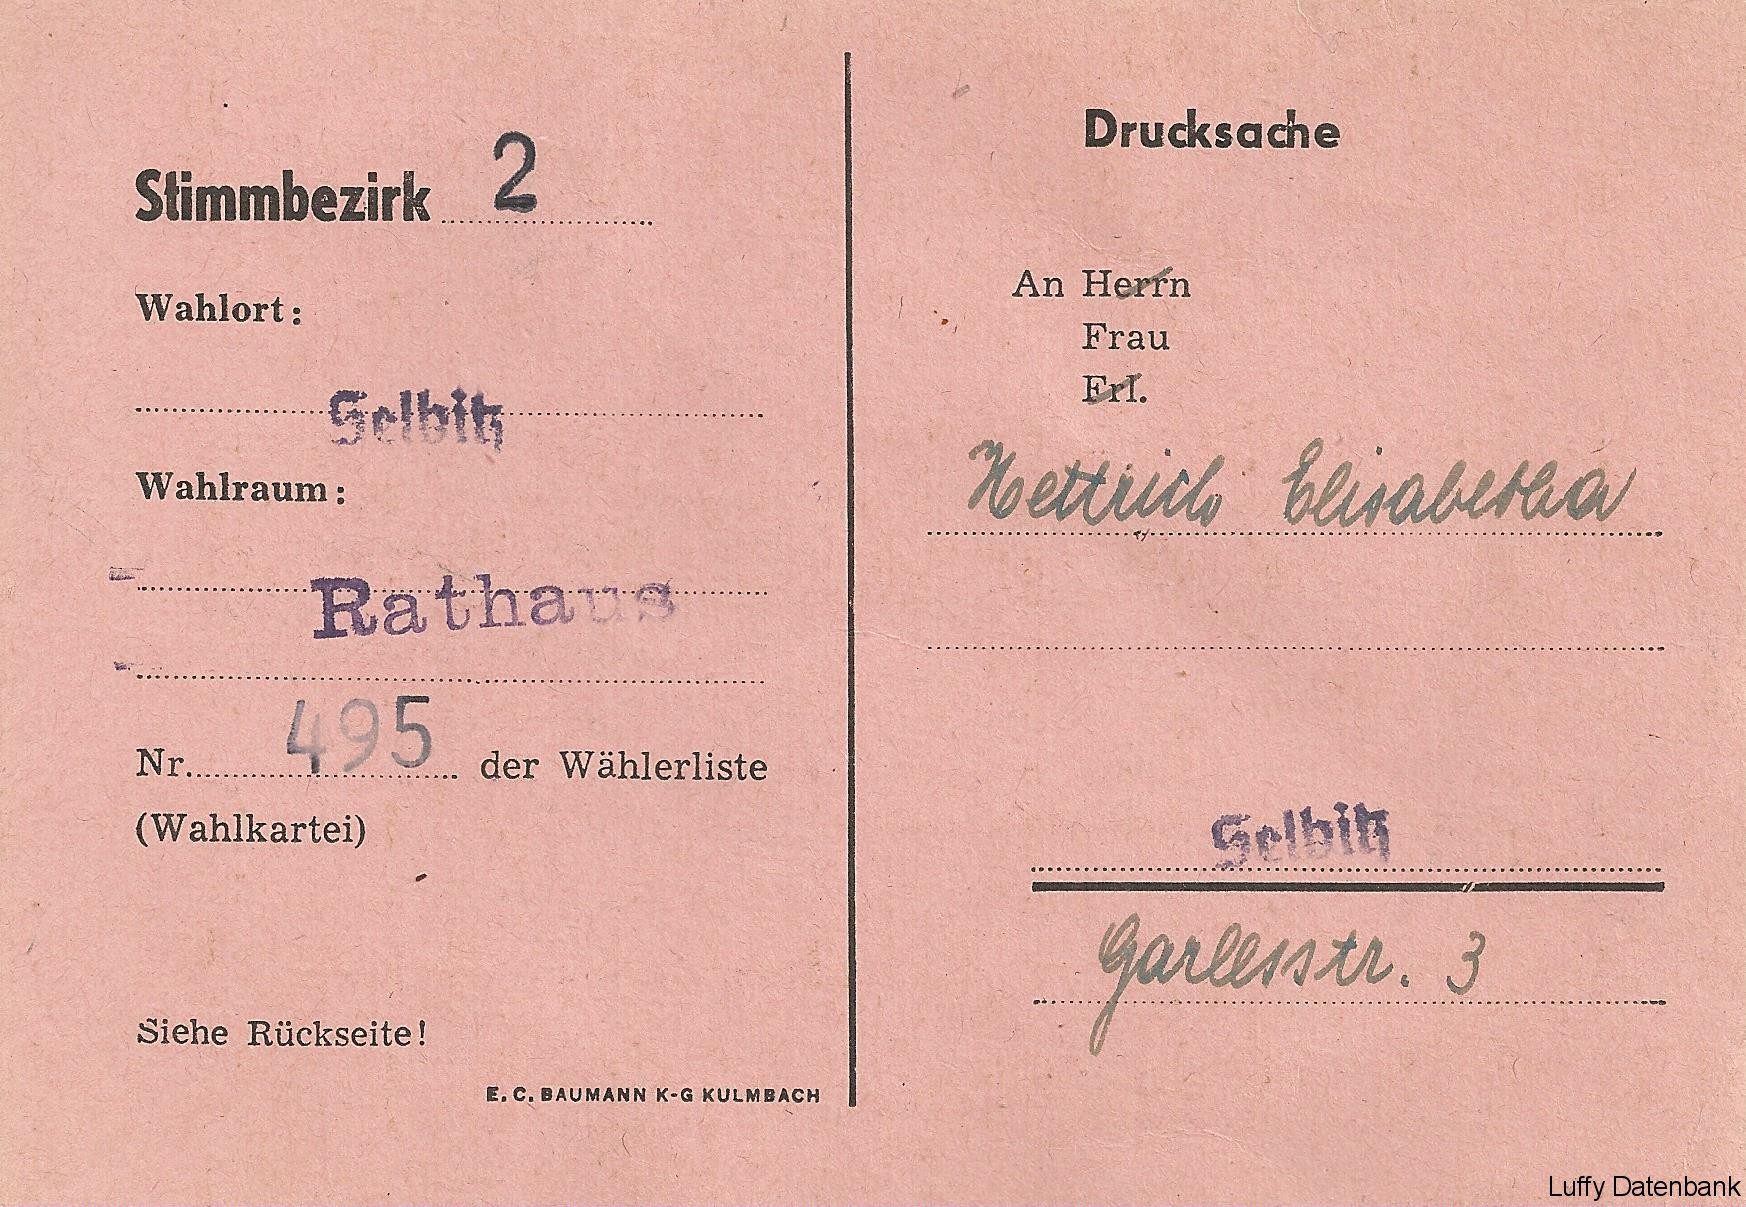 Stimmbezirk 2
Wahlort:
Selbitz
Wahlraum:
Rathaus
Nr. 495 der Wählerliste
(Wahlkartei)
Siehe Rückseite!
E. C. BAUMANN K-G KULMBACH
Drucksache
An Herrn
Frau
Frl.
Hettrich Elisabetha
Selbitz
Garlesstr. 3
Luffy Datenbank